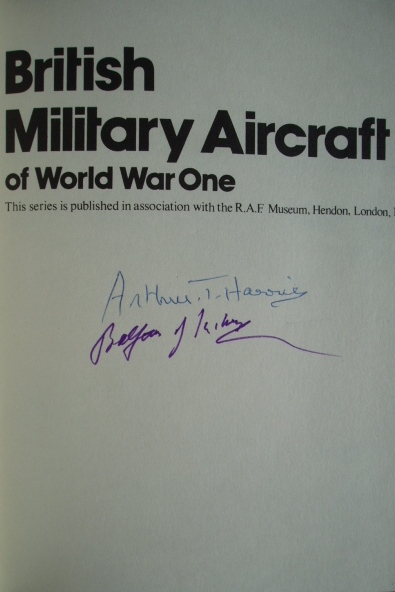 British
Military Aircraft
of World War One
This series is published in association with the R.A.F. Museum, Hendon, London,
Arthur. T. Harris
Balfour of